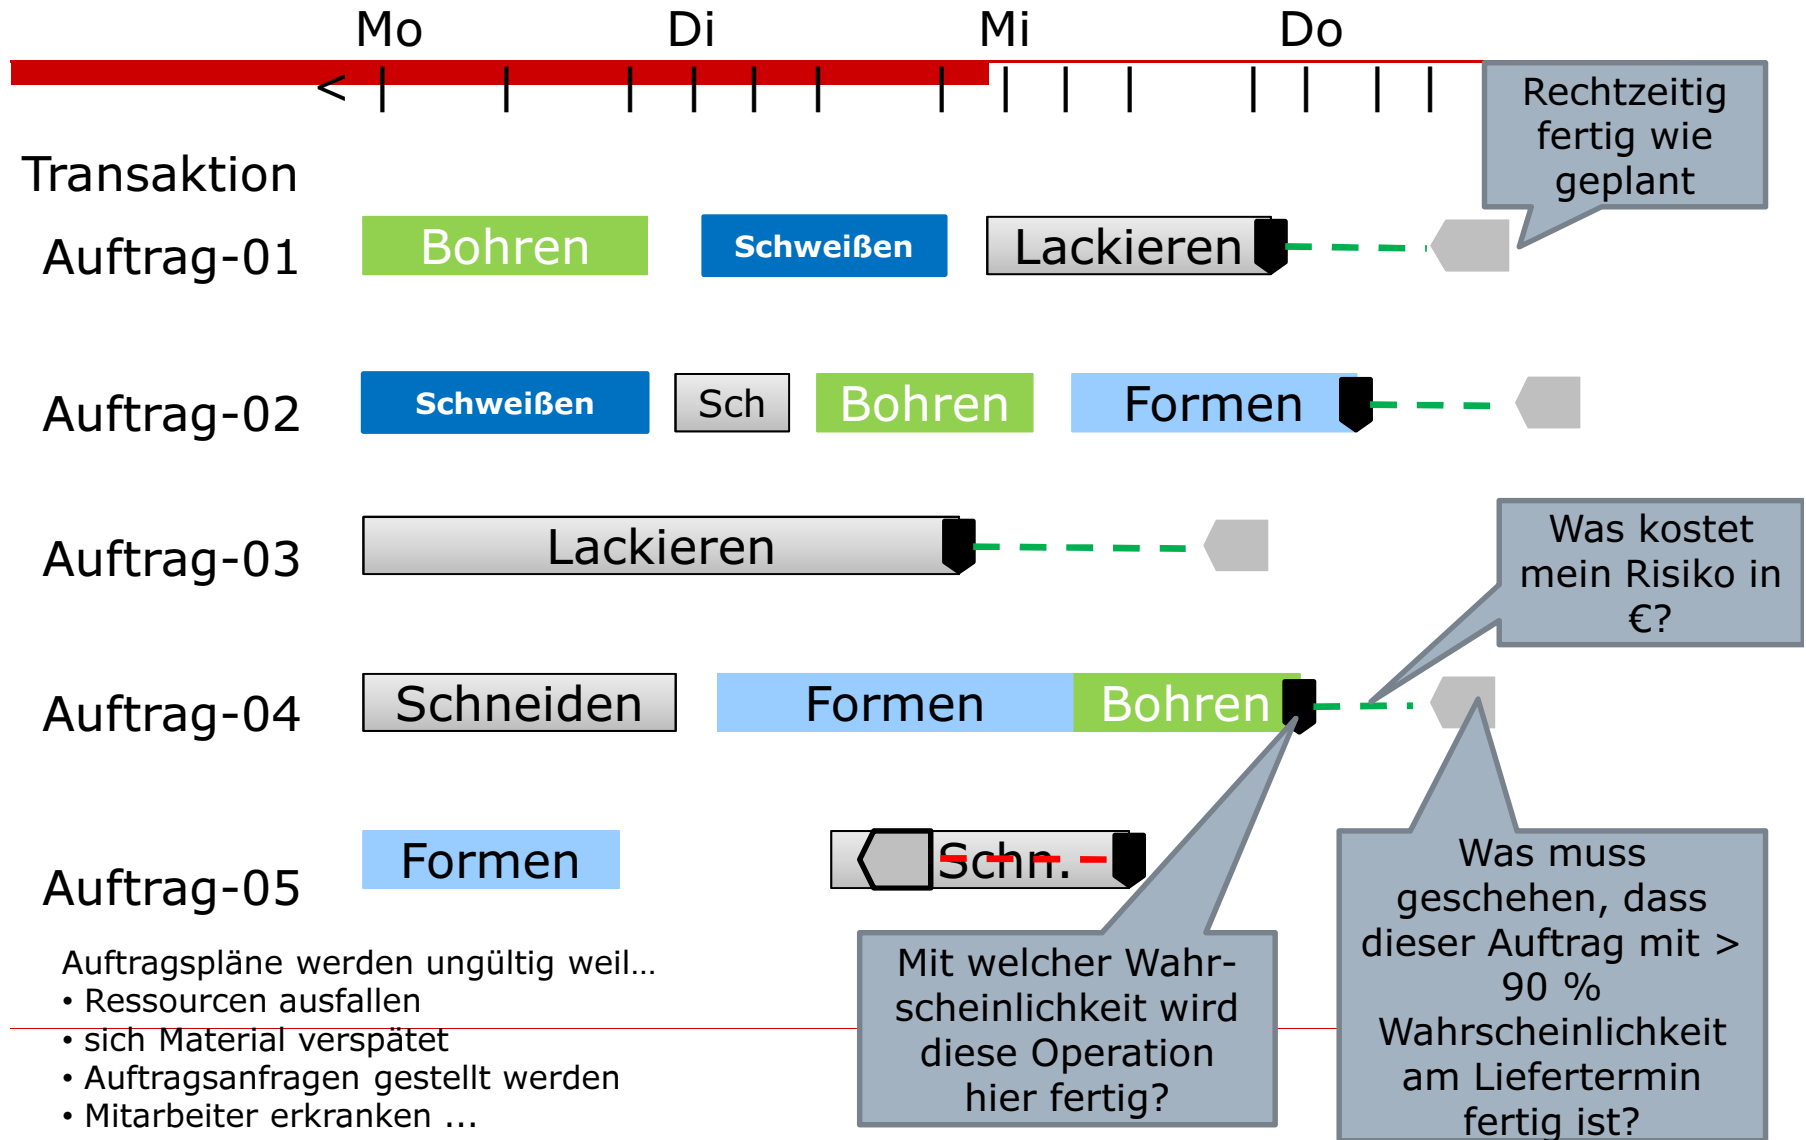 Mo Di Mi Do
<
Rechtzeitig
fertig wie
geplant
Transaktion
Auftrag-01 Bohren Schweißen Lackieren
Auftrag-02 Schweißen Sch Bohren Formen
Auftrag-03 Lackieren
Was kostet
mein Risiko in
€?
Auftrag-04 Schneiden Formen Bohren
Auftrag-05 Formen Schn.
Mit welcher Wahr-
scheinlichkeit wird
diese Operation
hier fertig?
Was muss
geschehen, dass
dieser Auftrag mit >
90 %
Wahrscheinlichkeit
am Liefertermin
fertig ist?
Auftragspläne werden ungültig weil...
• Ressourcen ausfallen
• sich Material verspätet
• Auftragsanfragen gestellt werden
• Mitarbeiter erkranken ...